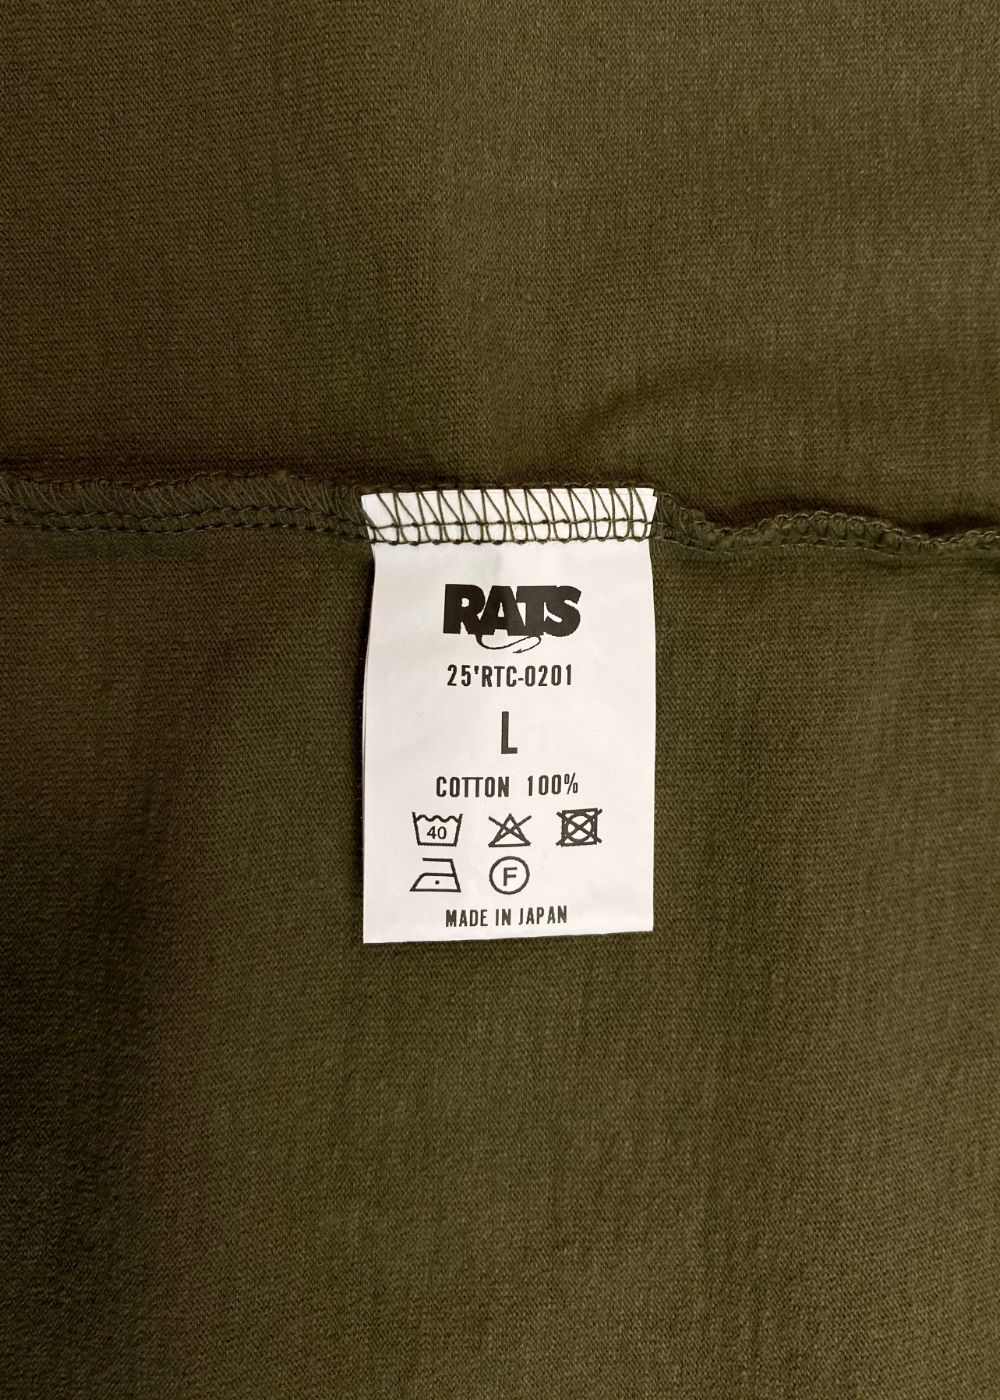 RATS
25'RTC-0201
L
COTTON 100%
40
F
MADE IN JAPAN